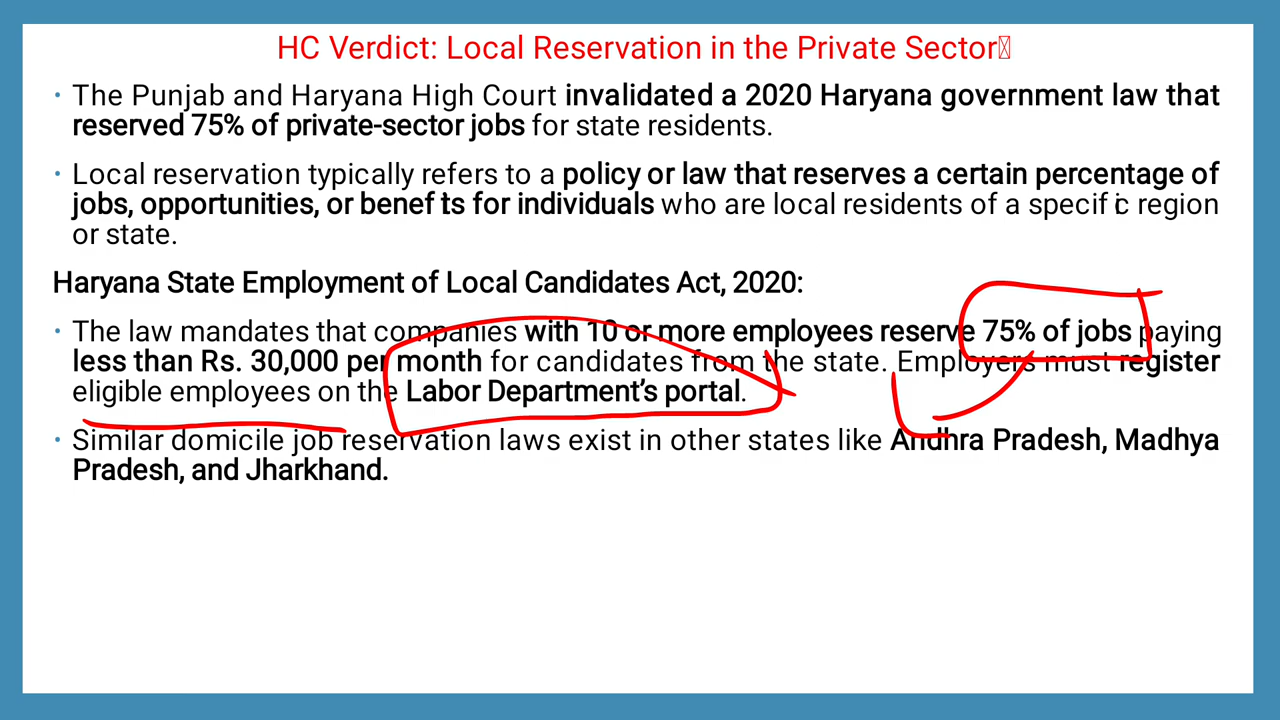 HC Verdict: Local Reservation in the Private Sector
• The Punjab and Haryana High Court invalidated a 2020 Haryana government law that
reserved 75% of private-sector jobs for state residents.
• Local reservation typically refers to a policy or law that reserves a certain percentage of
jobs, opportunities, or benefits for individuals who are local residents of a specific region
or state.
Haryana State Employment of Local Candidates Act, 2020:
• The law mandates that companies with 10 or more employees reserve 75% of jobs paying
less than Rs. 30,000 per month for candidates from the state. Employers must register
eligible employees on the Labor Department's portal.
• Similar domicile job reservation laws exist in other states like Andhra Pradesh, Madhya
Pradesh, and Jharkhand.